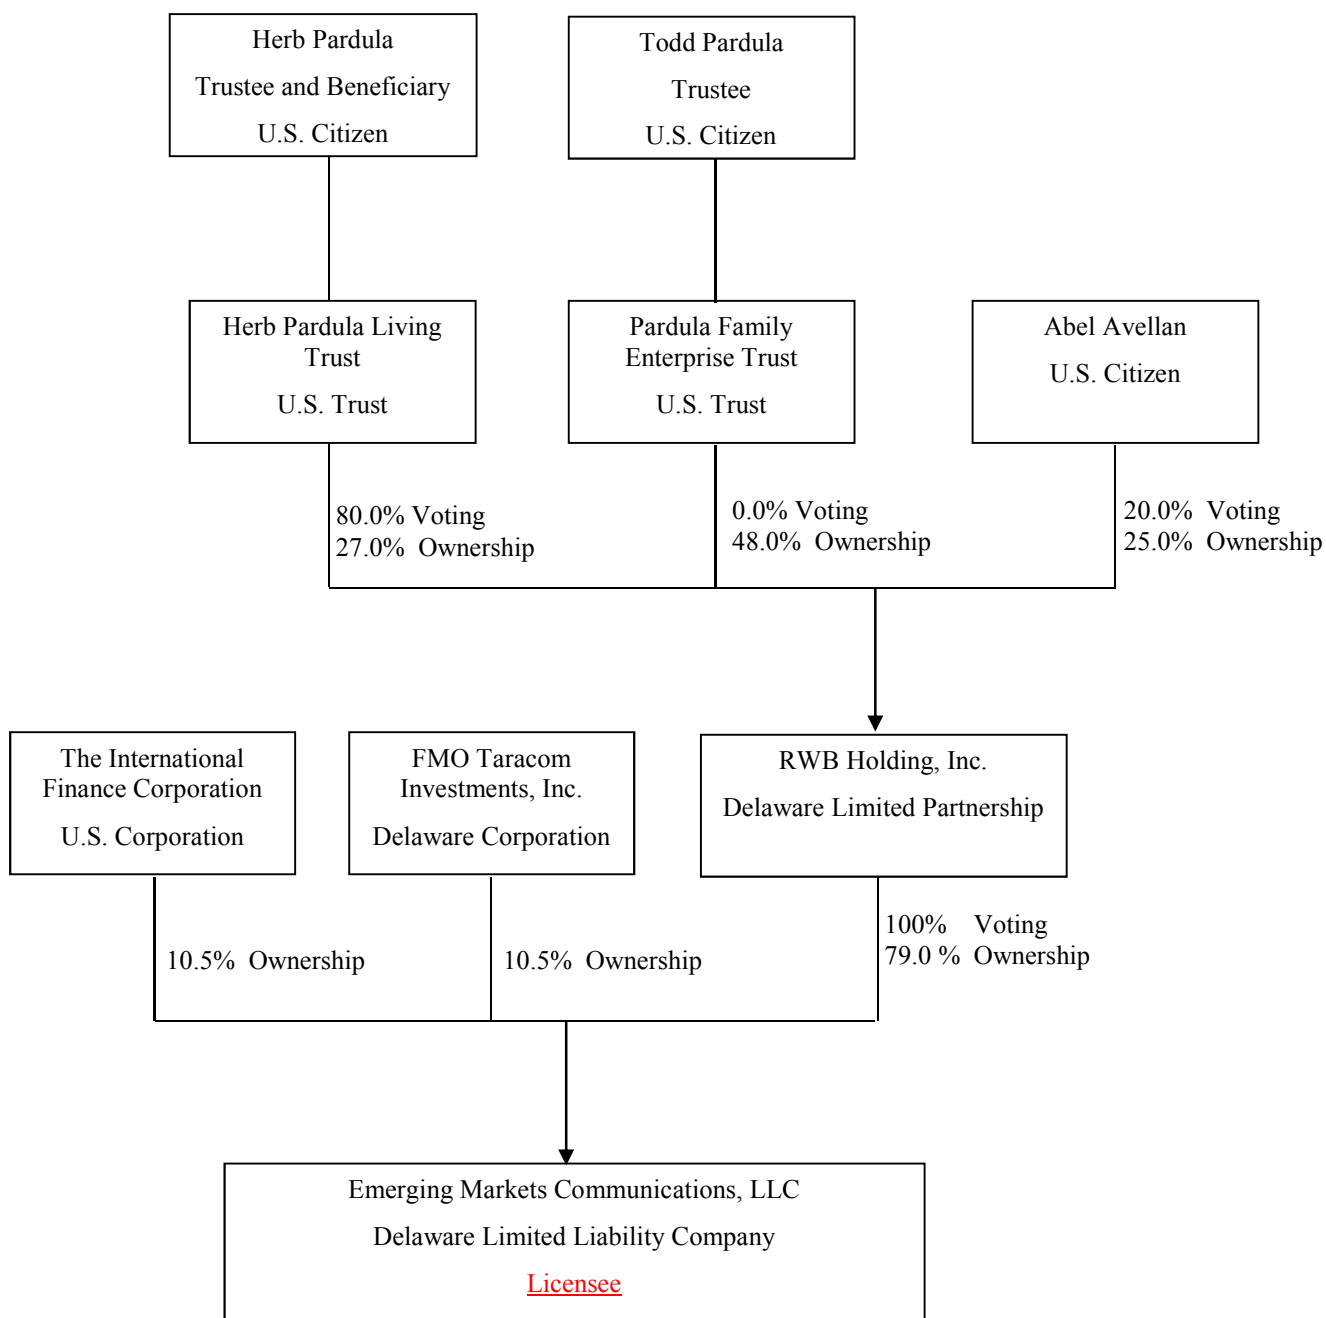 Herb Pardula
Trustee and Beneficiary
U.S. Citizen
Todd Pardula
Trustee
U.S. Citizen
Herb Pardula Living
Trust
U.S. Trust
Pardula Family
Enterprise Trust
U.S. Trust
Abel Avellan
U.S. Citizen
80.0% Voting
27.0% Ownership
0.0% Voting
48.0% Ownership
20.0% Voting
25.0% Ownership
The International
Finance Corporation
U.S. Corporation
FMO Taracom
Investments, Inc.
Delaware Corporation
RWB Holding, Inc.
Delaware Limited Partnership
10.5% Ownership
10.5% Ownership
100% Voting
79.0 % Ownership
Emerging Markets Communications, LLC
Delaware Limited Liability Company
Licensee